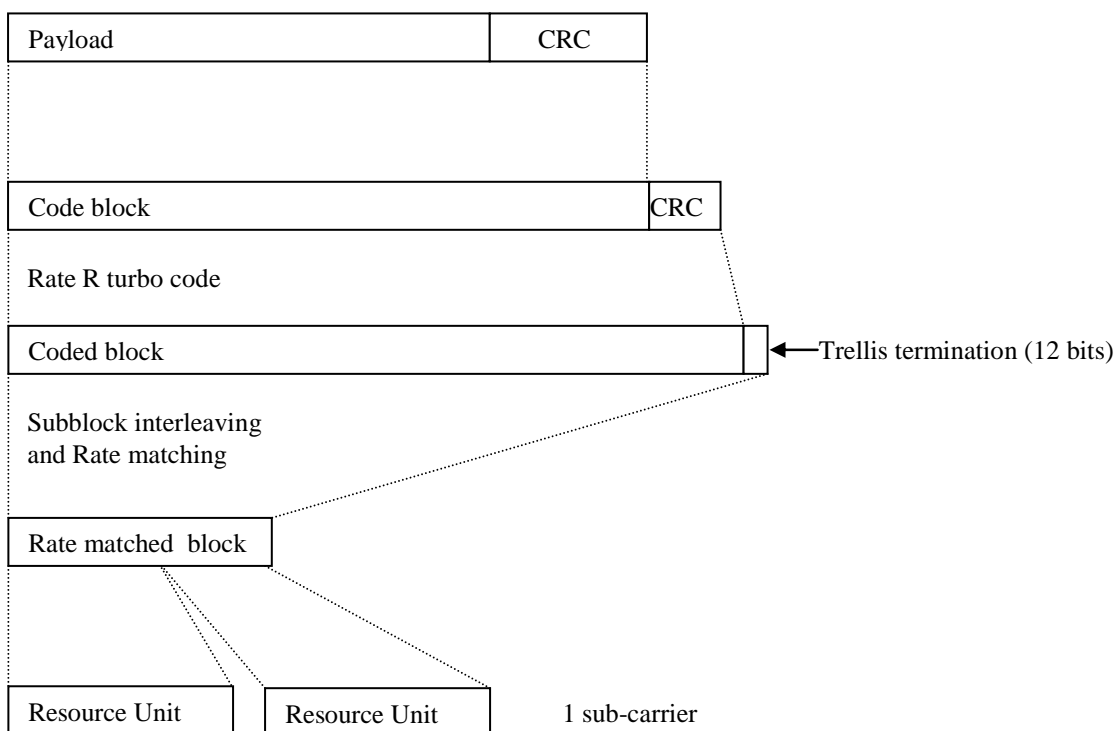 Payload
CRC
Code block
CRC
Rate R turbo code
Coded block
Trellis termination (12 bits)
Subblock interleaving
and Rate matching
Rate matched block
Resource Unit
Resource Unit
1 sub-carrier